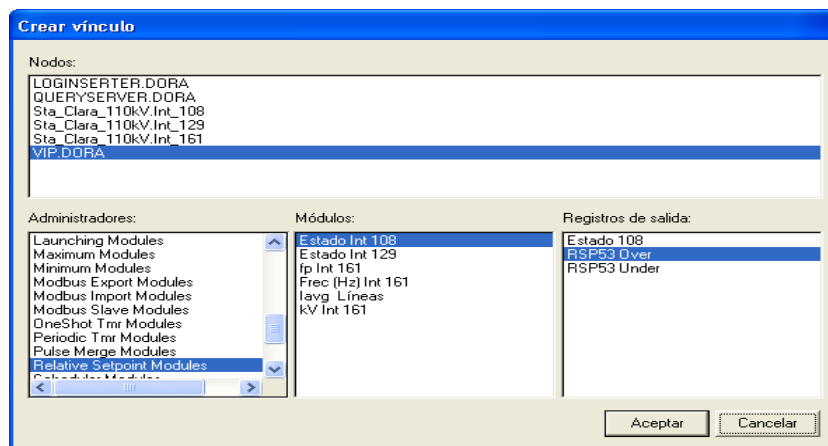 Crear vínculo
Nodos:
LOGINSERTER.DORA
QUERYSERVER.DORA
Sta_Clara_110kV.Int_108
Sta_Clara_110kV.Int_129
Sta_Clara_110kV.Int_161
VIP.DORA
Administradores:
Launching Modules
Maximum Modules
Minimum Modules
Modbus Export Modules
Modbus Import Modules
Modbus Slave Modules
OneShot Tmr Modules
Periodic Tmr Modules
Pulse Merge Modules
Relative Setpoint Modules
Módulos:
Estado Int 108
Estado Int 129
fp Int 161
Frec (Hz) Int 161
Iavg Líneas
kV Int 161
Registros de salida:
Estado 108
RSP53 Over
RSP53 Under
Aceptar
Cancelar